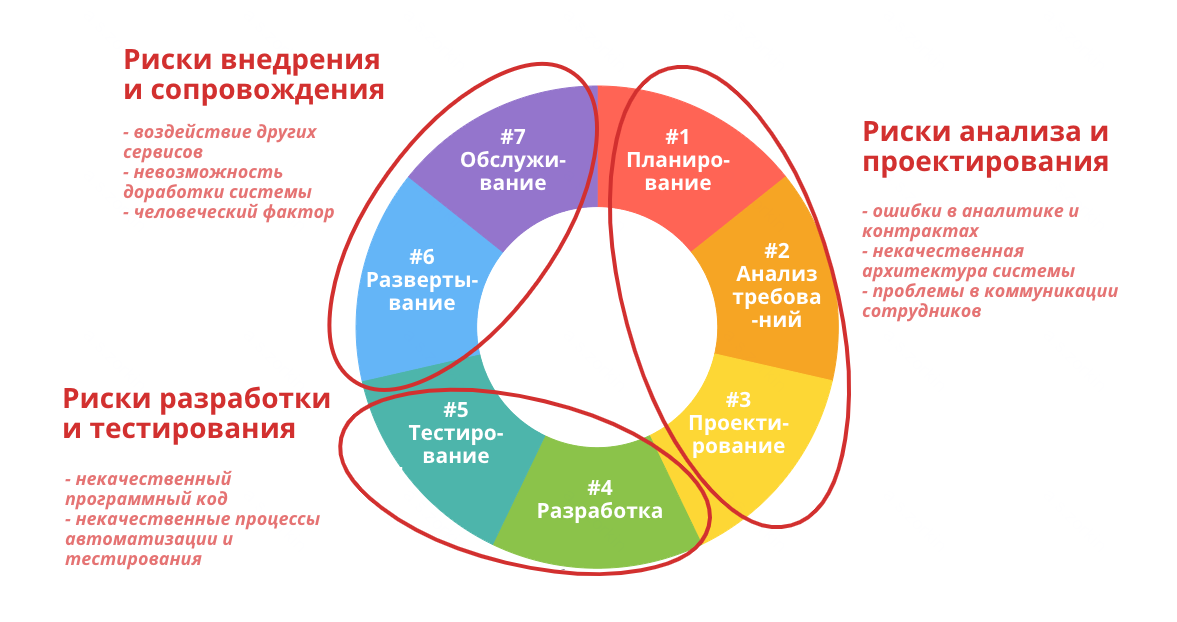 Риски внедрения
и сопровождения
- воздействие других
сервисов
- невозможность
доработки системы
- человеческий фактор
Риски анализа и
проектирования
- ошибки в аналитике и
контрактах
- некачественная
архитектура системы
- проблемы в коммуникации
сотрудников
Риски разработки
и тестирования
- некачественный
программный код
- некачественные процессы
автоматизации и
тестирования
#1
Планиро-
вание
#2
Анализ
требова
-ний
#3
Проекти-
рование
#4
Разработка
#5
Тестиро-
вание
#6
Разверты-
вание
#7
Обслужи-
вание